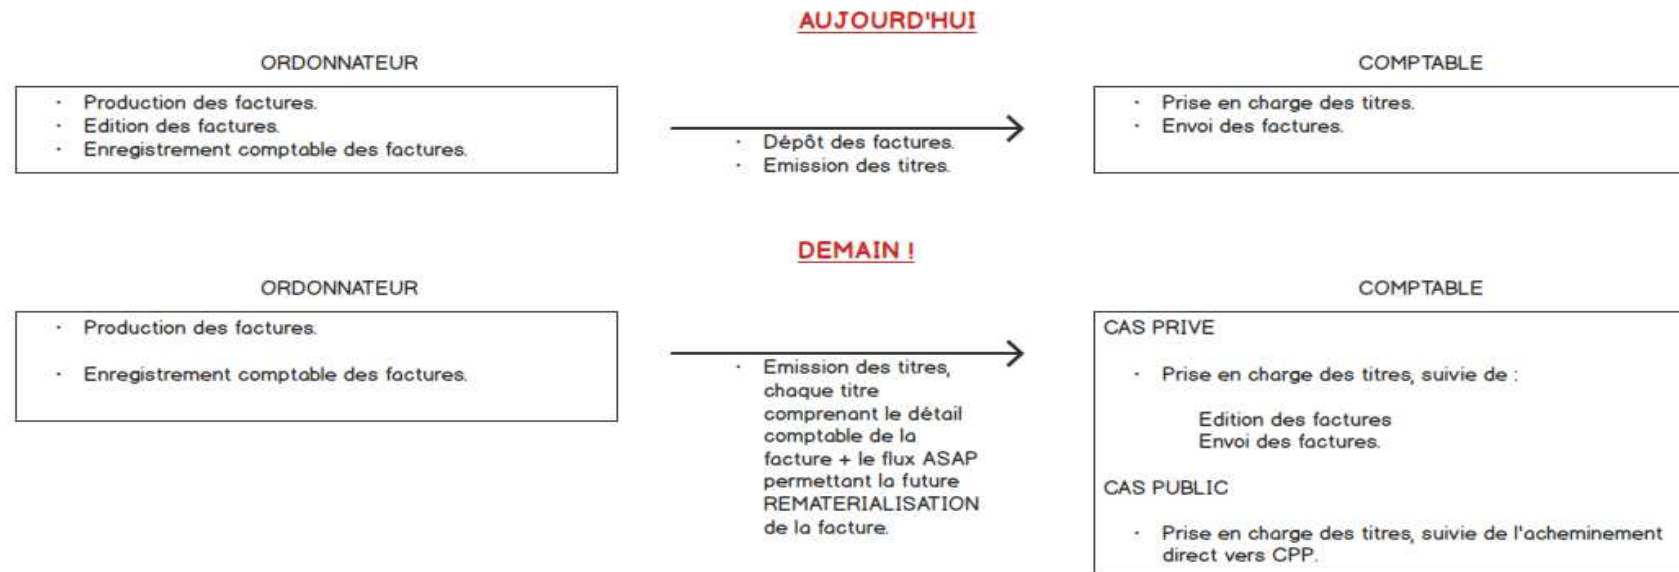 AUJOURD'HUI
ORDONNATEUR
· Production des factures.
· Edition des factures.
· Enregistrement comptable des factures.
· Dépôt des factures.
· Emission des titres.
COMPTABLE
· Prise en charge des titres.
· Envoi des factures.
DEMAIN !
ORDONNATEUR
· Production des factures.
· Enregistrement comptable des factures.
· Emission des titres,
chaque titre
comprenant le détail
comptable de la
facture + le flux ASAP
permettant la future
REMATERIALISATION
de la facture.
COMPTABLE
CAS PRIVE
· Prise en charge des titres, suivie de :
Edition des factures
Envoi des factures.
CAS PUBLIC
· Prise en charge des titres, suivie de l'acheminement
direct vers CPP.